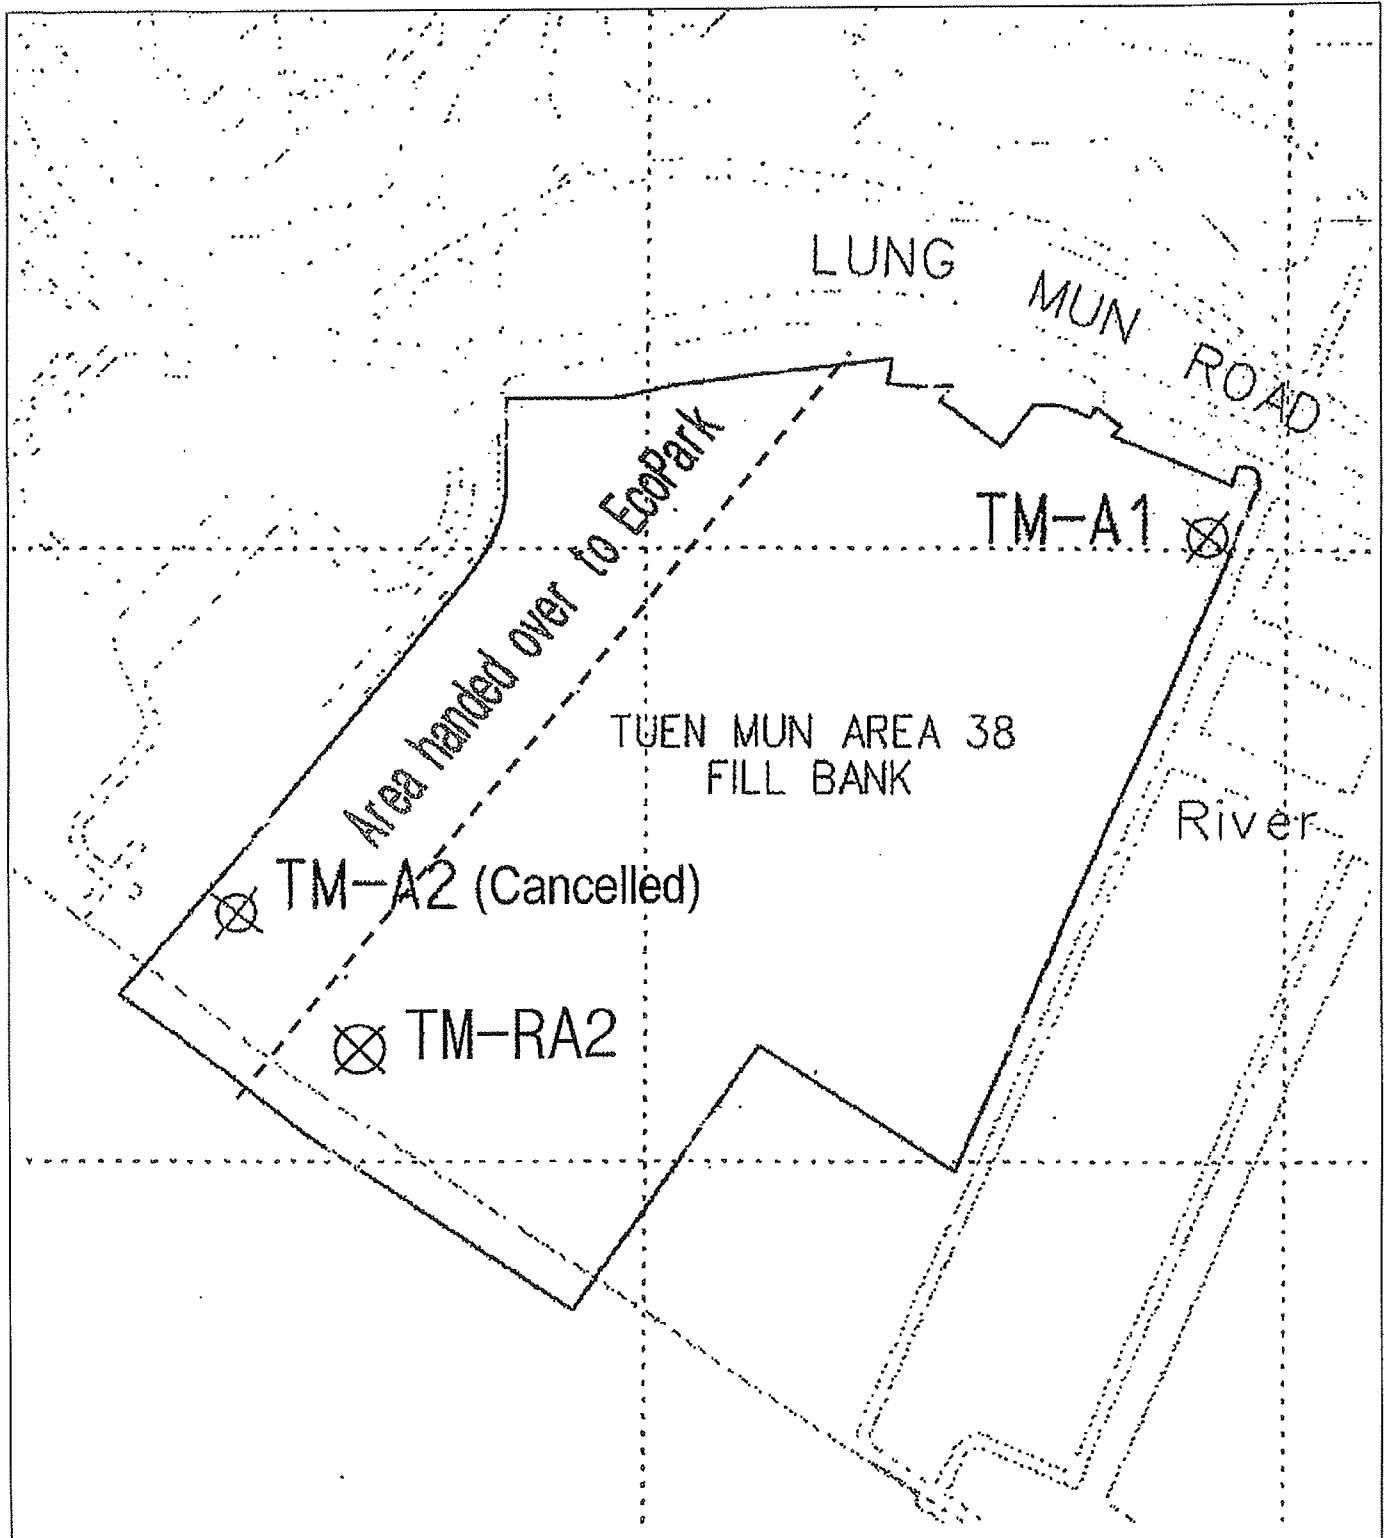 LUNG MUN ROAD
Area handed over to EcoPark
TM-A1
TUEN MUN AREA 38
FILL BANK
River
TM-A2 (Cancelled)
TM-RA2